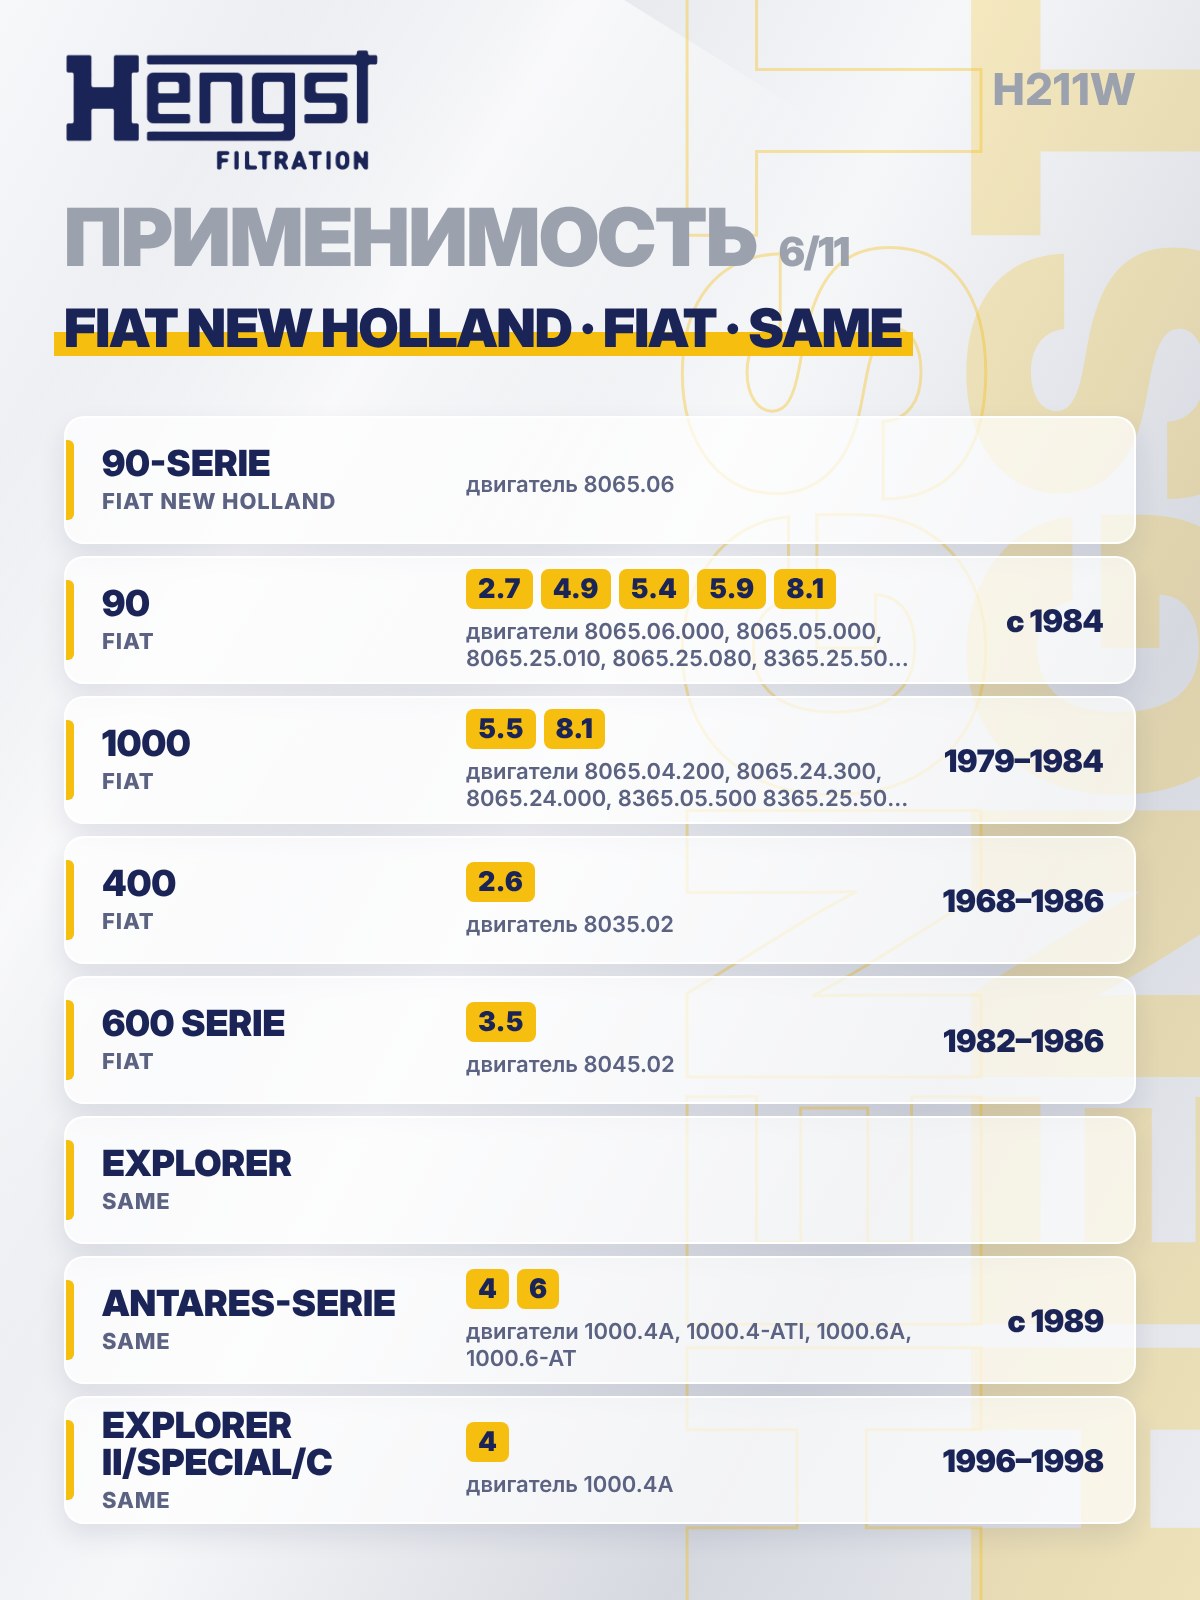 Hengst
FILTRATION
H211W
ПРИМЕНИМОСТЬ 6/11
FIAT NEW HOLLAND · FIAT · SAME
90-SERIE
FIAT NEW HOLLAND
двигатель 8065.06
90
FIAT
2.7 4.9 5.4 5.9 8.1
двигатели 8065.06.000, 8065.05.000,
8065.25.010, 8065.25.080, 8365.25.50...
с 1984
1000
FIAT
5.5 8.1
двигатели 8065.04.200, 8065.24.300,
8065.24.000, 8365.05.500 8365.25.50...
1979–1984
400
FIAT
2.6
двигатель 8035.02
1968–1986
600 SERIE
FIAT
3.5
двигатель 8045.02
1982–1986
EXPLORER
SAME
ANTARES-SERIE
SAME
4 6
двигатели 1000.4A, 1000.4-ATI, 1000.6A,
1000.6-AT
с 1989
EXPLORER
II/SPECIAL/C
SAME
4
двигатель 1000.4A
1996–1998
HENGST
HENGST